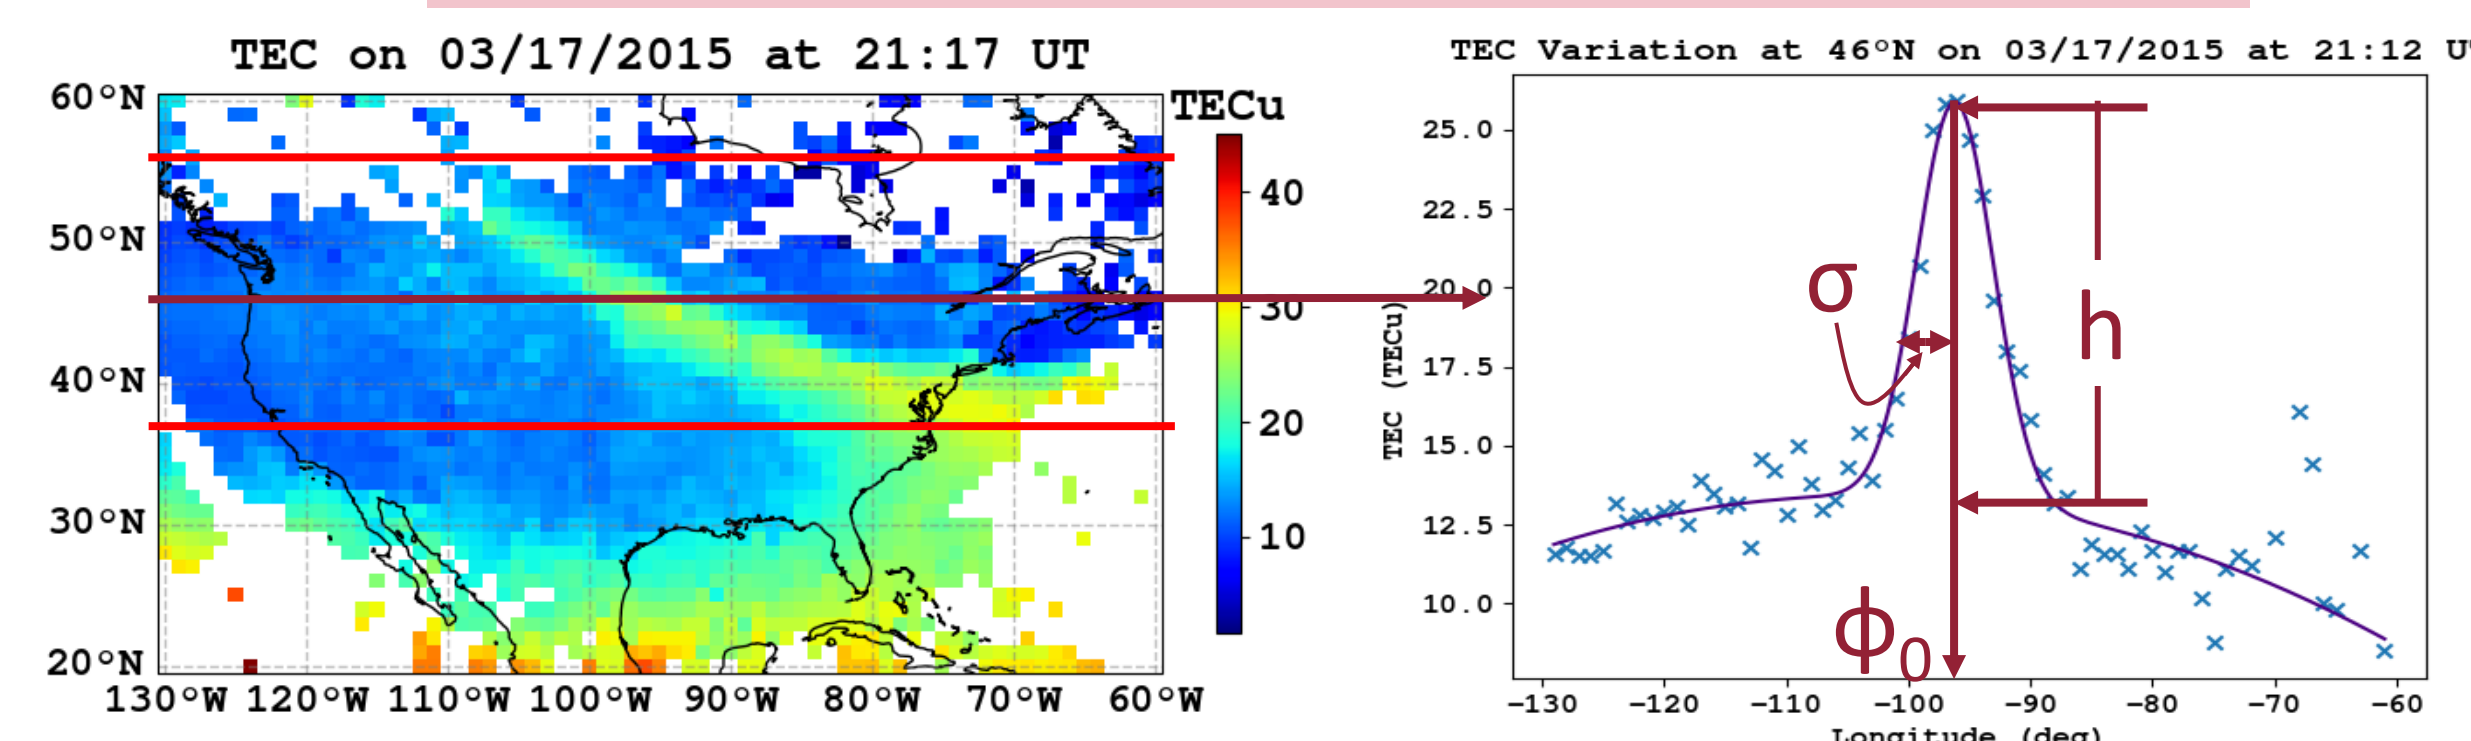 TEC on 03/17/2015 at 21:17 UT
TECu
60°N
50°N
40°N
30°N
20°N
130°W 120°W 110°W 100°W 90°W 80°W 70°W 60°W
40
30
20
10
TEC Variation at 46°N on 03/17/2015 at 21:12 U
TEC (TECu)
25.0
22.5
20.0
17.5
15.0
12.5
10.0
σ
h
ϕ0
−130 −120 −110 −100 −90 −80 −70 −60
Longitude (deg)